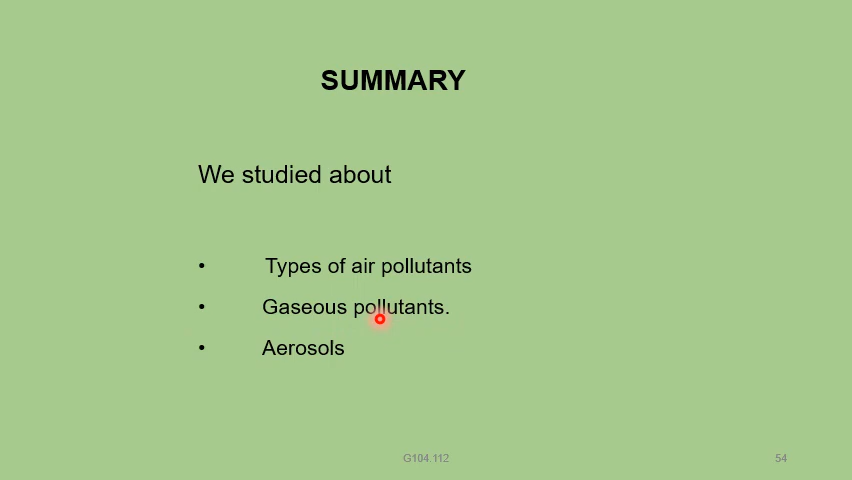 SUMMARY
We studied about
• Types of air pollutants
• Gaseous pollutants.
• Aerosols
G104.112
54